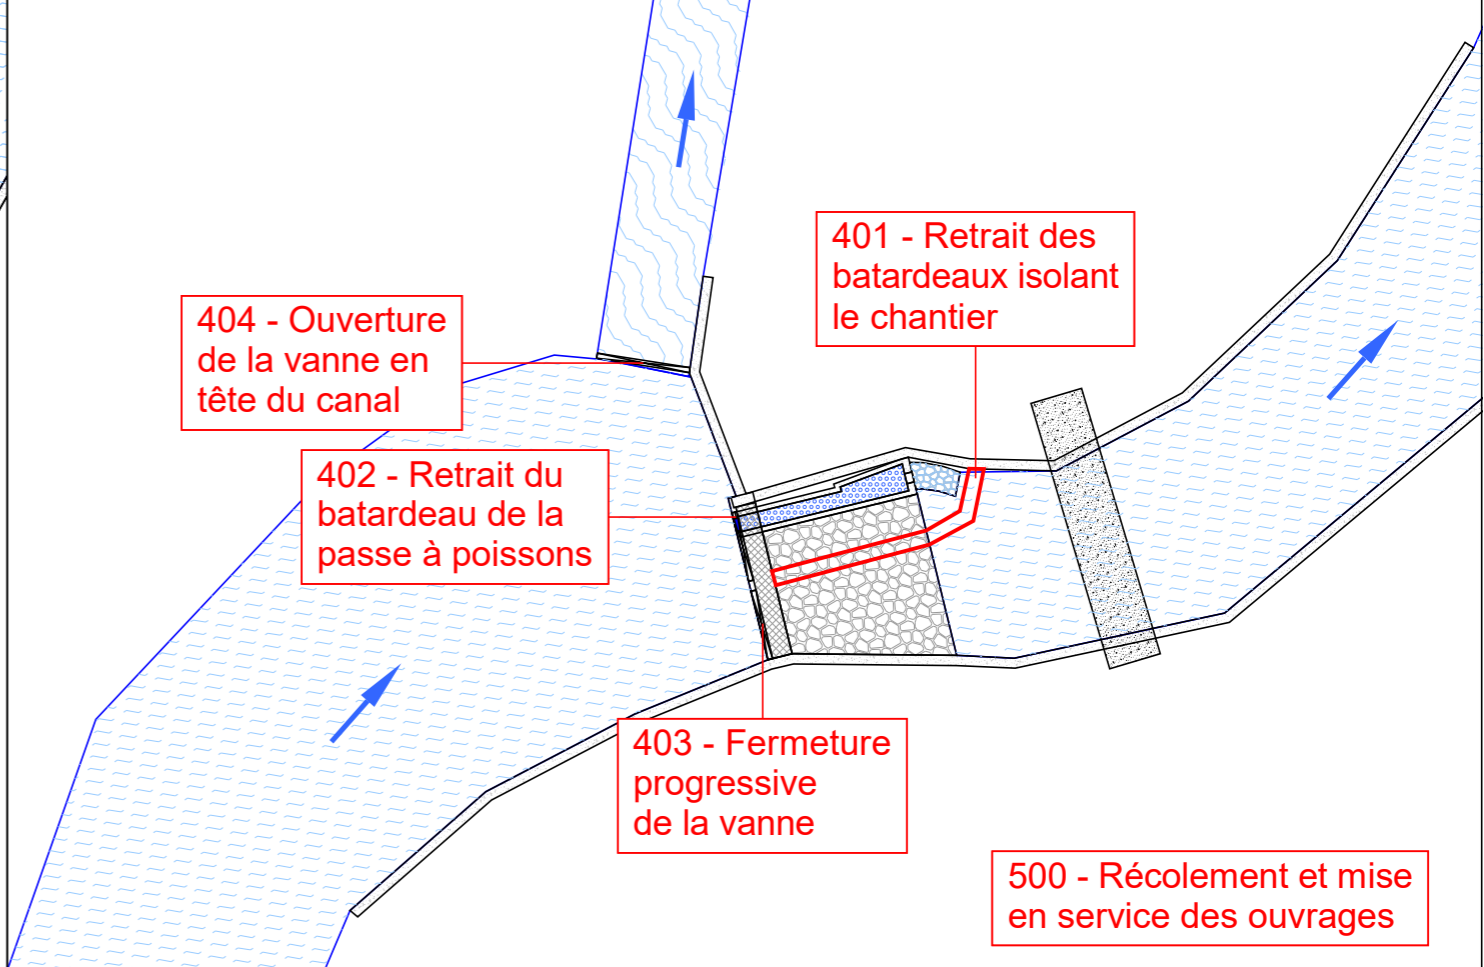 401 - Retrait des
batardeaux isolant
le chantier
404 - Ouverture
de la vanne en
tête du canal
402 - Retrait du
batardeau de la
passe à poissons
403 - Fermeture
progressive
de la vanne
500 - Récolement et mise
en service des ouvrages